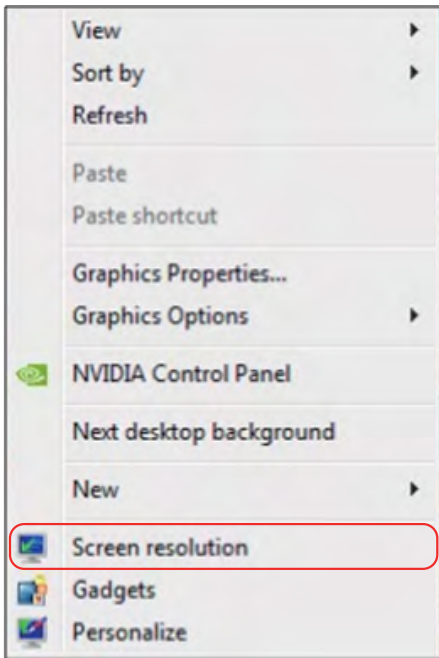 View
Sort by
Refresh
Paste
Paste shortcut
Graphics Properties...
Graphics Options
NVIDIA Control Panel
Next desktop background
New
Screen resolution
Gadgets
Personalize